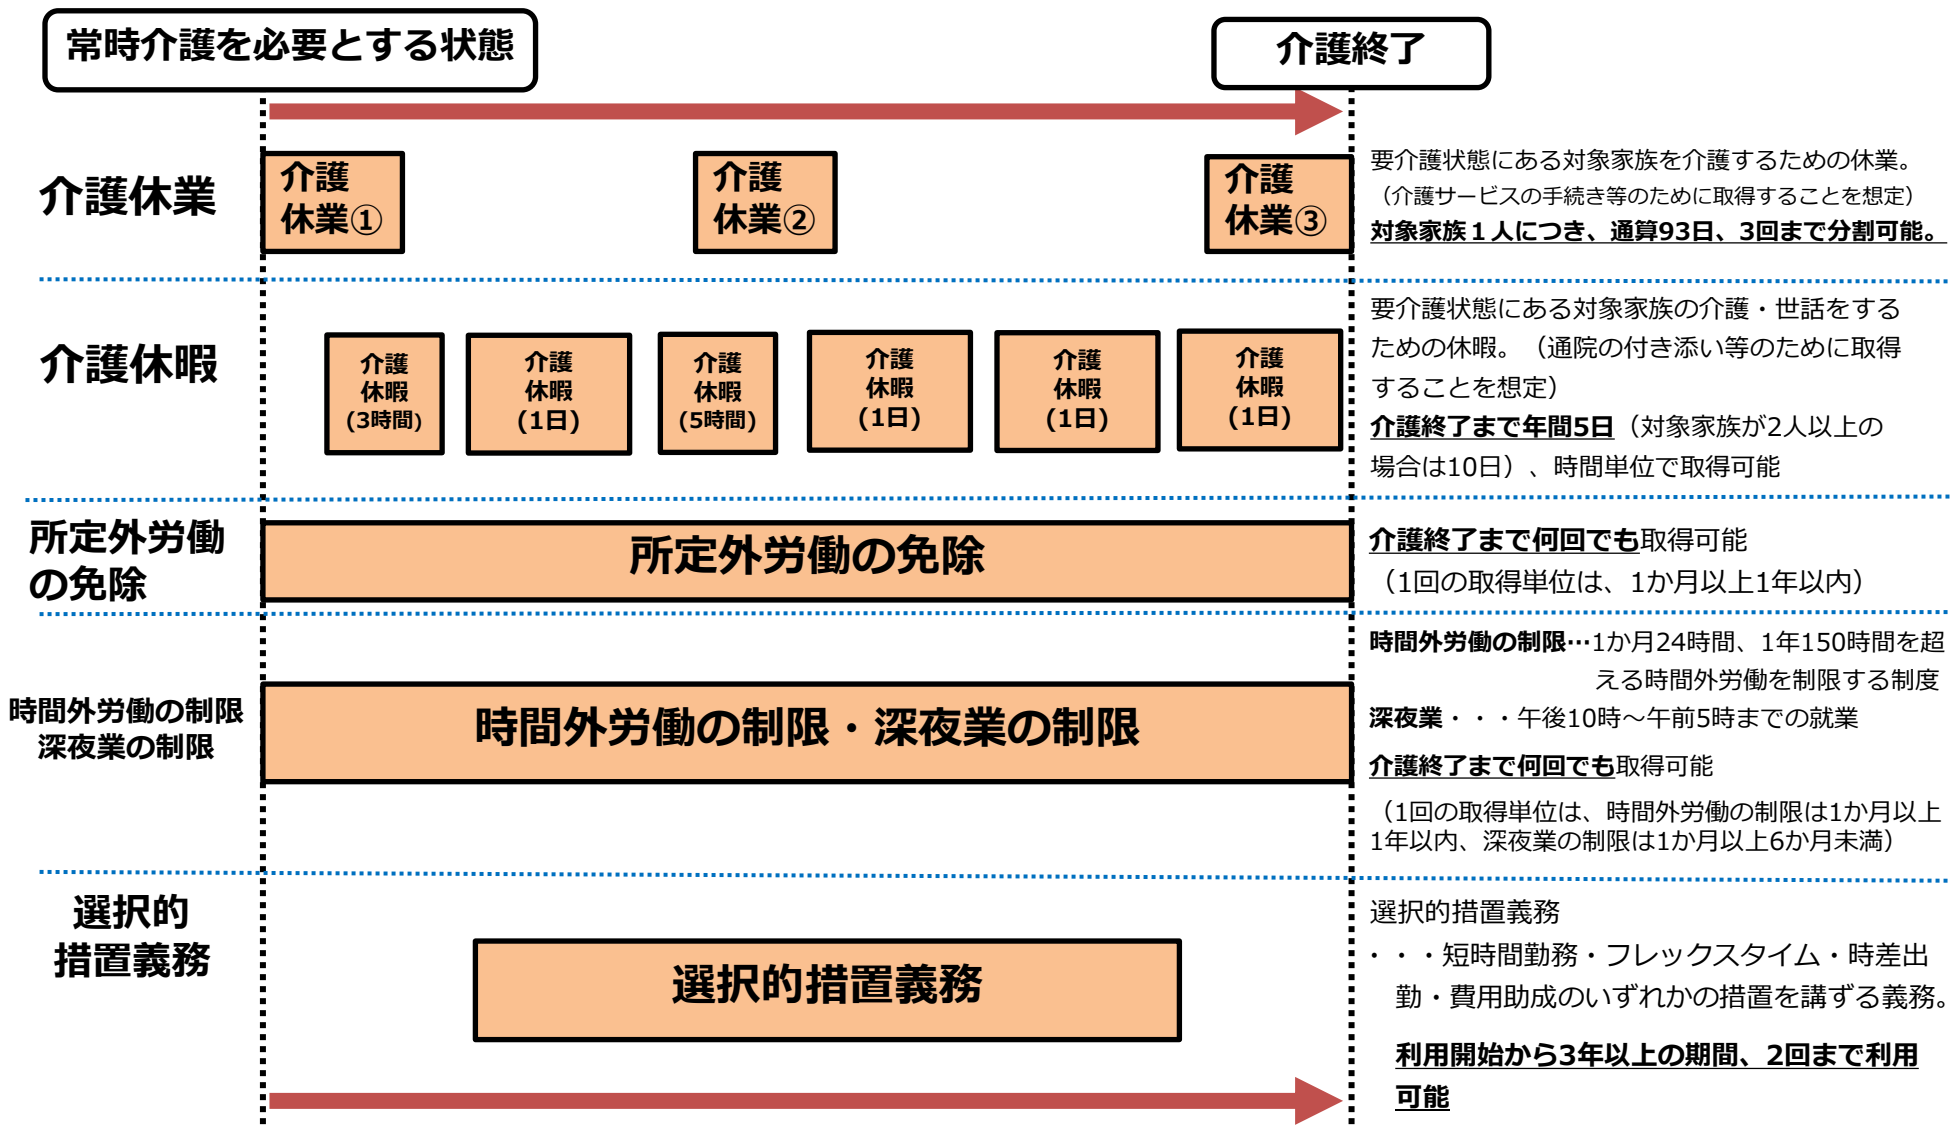 常時介護を必要とする状態
介護終了
介護休業
介護
休業①
介護
休業②
介護
休業③
要介護状態にある対象家族を介護するための休業。
（介護サービスの手続き等のために取得することを想定）
対象家族１人につき、通算93日、3回まで分割可能。
介護休暇
介護
休暇
(3時間)
介護
休暇
(1日)
介護
休暇
(5時間)
介護
休暇
(1日)
介護
休暇
(1日)
介護
休暇
(1日)
要介護状態にある対象家族の介護・世話をする
ための休暇。（通院の付き添い等のために取得
することを想定）
介護終了まで年間5日（対象家族が2人以上の
場合は10日）、時間単位で取得可能
所定外労働
の免除
所定外労働の免除
介護終了まで何回でも取得可能
（1回の取得単位は、1か月以上1年以内）
時間外労働の制限
深夜業の制限
時間外労働の制限・深夜業の制限
時間外労働の制限…1か月24時間、1年150時間を超
える時間外労働を制限する制度
深夜業・・・午後10時～午前5時までの就業
介護終了まで何回でも取得可能
（1回の取得単位は、時間外労働の制限は1か月以上
1年以内、深夜業の制限は1か月以上6か月未満）
選択的
措置義務
選択的措置義務
選択的措置義務
・・・短時間勤務・フレックスタイム・時差出
勤・費用助成のいずれかの措置を講ずる義務。
利用開始から3年以上の期間、2回まで利用
可能